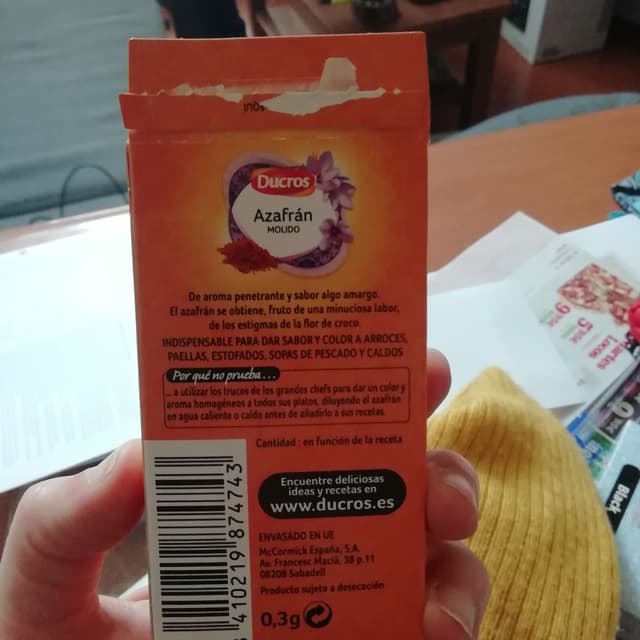 Ducros
Azafrán
MOLIDO
De aroma penetrante y sabor algo amargo.
El azafrán se obtiene, fruto de una minuciosa labor,
de los estigmas de la flor de croco.
INDISPENSABLE PARA DAR SABOR Y COLOR A ARROCES,
PAELLAS, ESTOFADOS, SOPAS DE PESCADO Y CALDOS
Por qué no prueba...
... a utilizar los trucos de los grandes chefs para dar un color y
aroma homogéneos a todos sus platos, diluyendo el azafrán
en agua caliente o caldo antes de añadirlo a sus recetas.
Cantidad : en función de la receta
Encuentre deliciosas
ideas y recetas en
www.ducros.es
ENVASADO EN UE
McCormick España, S.A.
Av. Francesc Macià, 38 p.11
08208 Sabadell
Producto sujeto a desecación
0,3g
410219 874743
Black